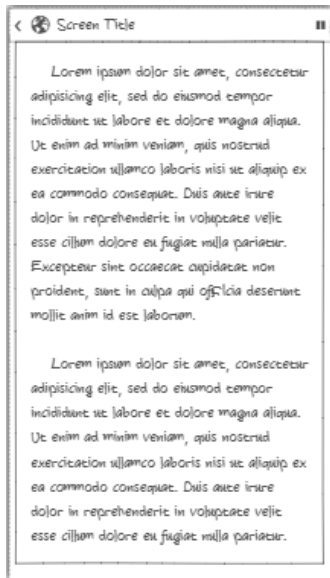 Screen Title
Lorem ipsum dolor sit amet, consectetur
adipisicing elit, sed do eiusmod tempor
incididunt ut labore et dolore magna aliqua.
Ut enim ad minim veniam, quis nostrud
exercitation ullamco laboris nisi ut aliquip ex
ea commodo consequat. Duis aute irure
dolor in reprehenderit in voluptate velit
esse cillum dolore eu fugiat nulla pariatur.
Excepteur sint occaecat cupidatat non
proident, sunt in culpa qui officia deserunt
mollit anim id est laborum.
Lorem ipsum dolor sit amet, consectetur
adipisicing elit, sed do eiusmod tempor
incididunt ut labore et dolore magna aliqua.
Ut enim ad minim veniam, quis nostrud
exercitation ullamco laboris nisi ut aliquip ex
ea commodo consequat. Duis aute irure
dolor in reprehenderit in voluptate velit
esse cillum dolore eu fugiat nulla pariatur.